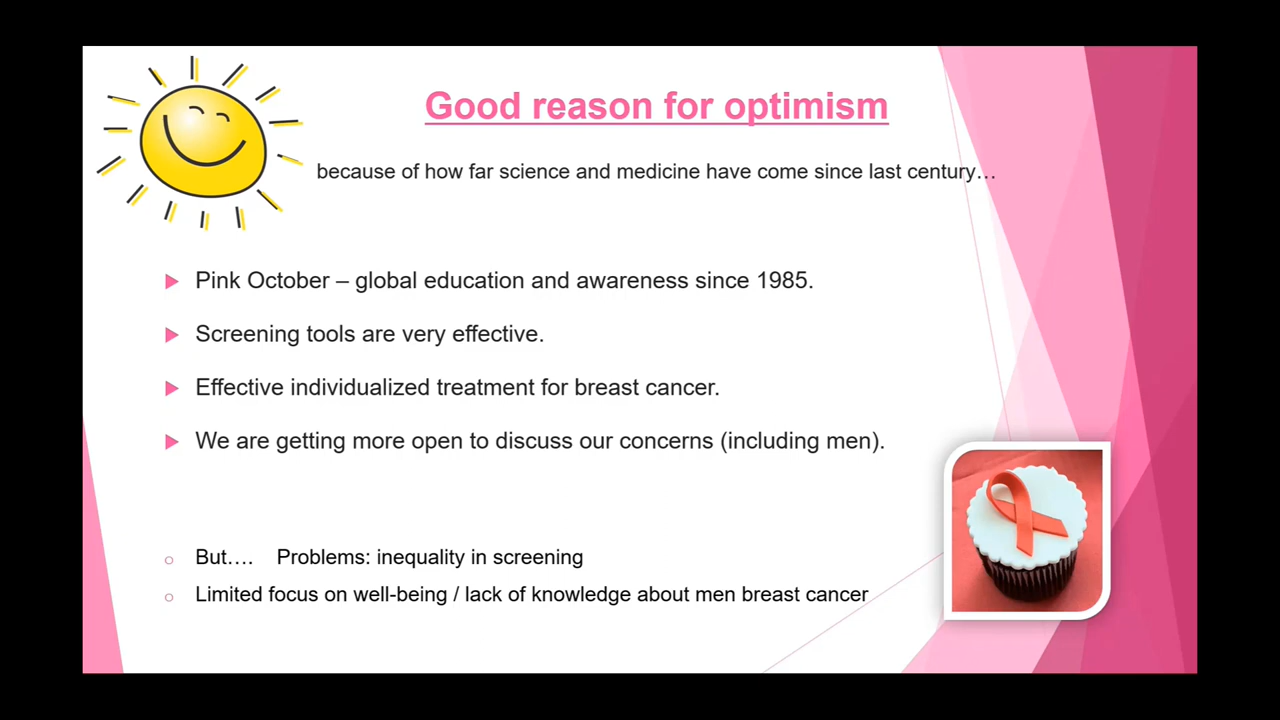 Good reason for optimism
because of how far science and medicine have come since last century…
Pink October – global education and awareness since 1985.
Screening tools are very effective.
Effective individualized treatment for breast cancer.
We are getting more open to discuss our concerns (including men).
But…. Problems: inequality in screening
Limited focus on well-being / lack of knowledge about men breast cancer